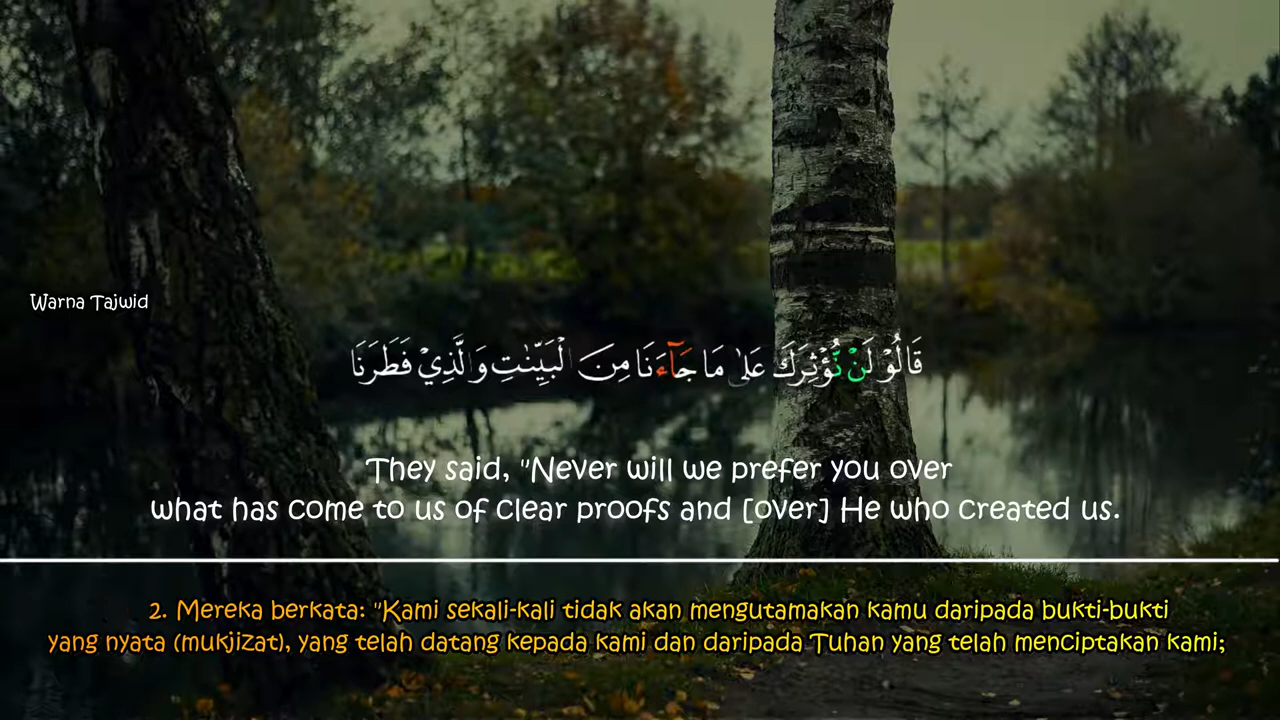 Warna Tajwid
قَالُوْا لَنْ نُّؤْثِرَكَ عَلٰى مَا جَاۤءَنَا مِنَ الْبَيِّنٰتِ وَالَّذِيْ فَطَرَنَا
They said, "Never will we prefer you over
what has come to us of clear proofs and [over] He who created us.
2. Mereka berkata: "Kami sekali-kali tidak akan mengutamakan kamu daripada bukti-bukti
yang nyata (mukjizat), yang telah datang kepada kami dan daripada Tuhan yang telah menciptakan kami;